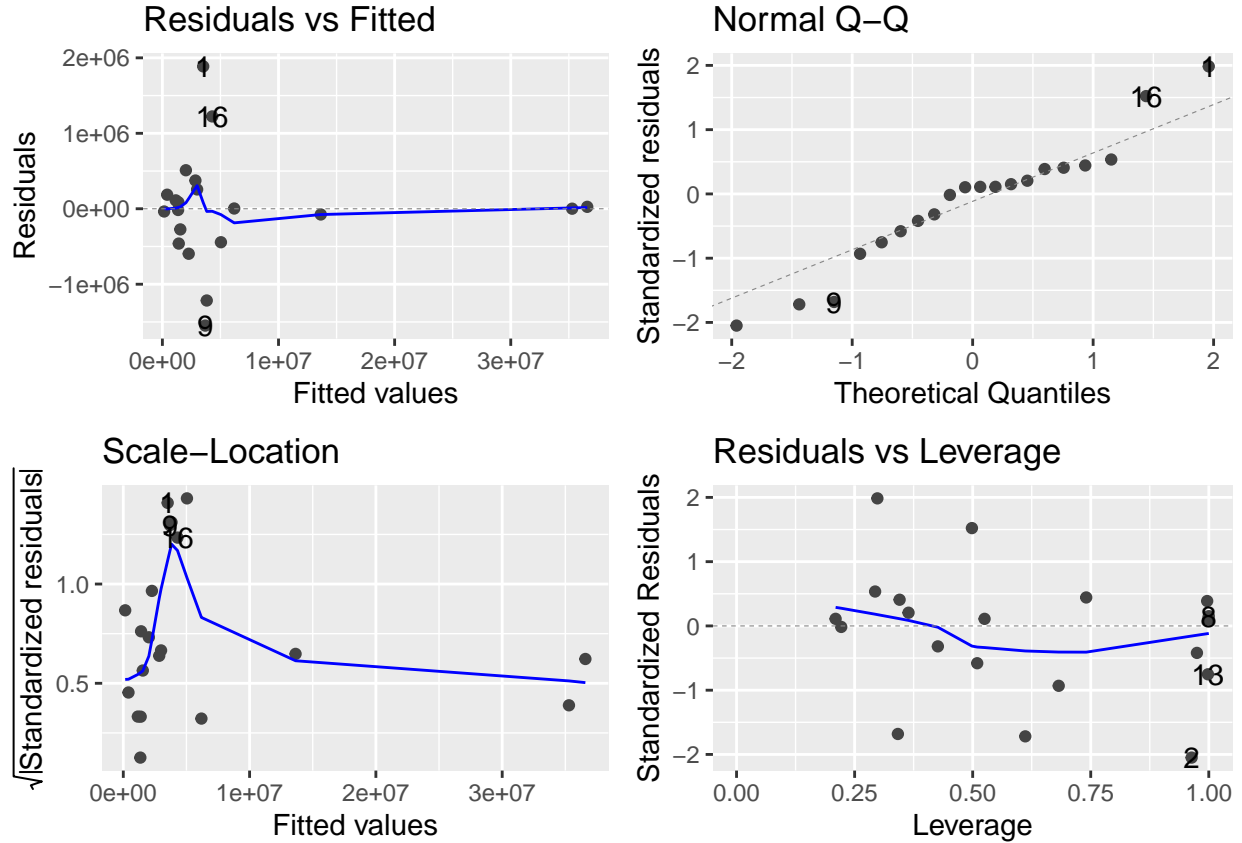 Residuals vs Fitted
Residuals
2e+06
1e+06
0e+00
−1e+06
1
16
9
0e+00 1e+07 2e+07 3e+07
Fitted values
Normal Q−Q
Standardized residuals
2
1
0
−1
−2
1
16
9
−2 −1 0 1 2
Theoretical Quantiles
Scale−Location
√|Standardized residuals|
1.0
0.5
1
9
16
0e+00 1e+07 2e+07 3e+07
Fitted values
Residuals vs Leverage
Standardized Residuals
2
1
0
−1
−2
8
13
2
0.00 0.25 0.50 0.75 1.00
Leverage